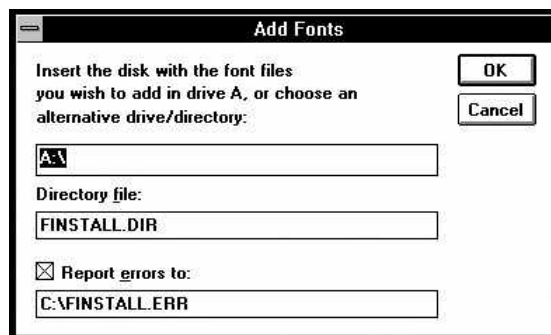 Add Fonts
Insert the disk with the font files
you wish to add in drive A, or choose an
alternative drive/directory:
OK
Cancel
A:\
Directory file:
FINSTALL.DIR
Report errors to:
C:\FINSTALL.ERR